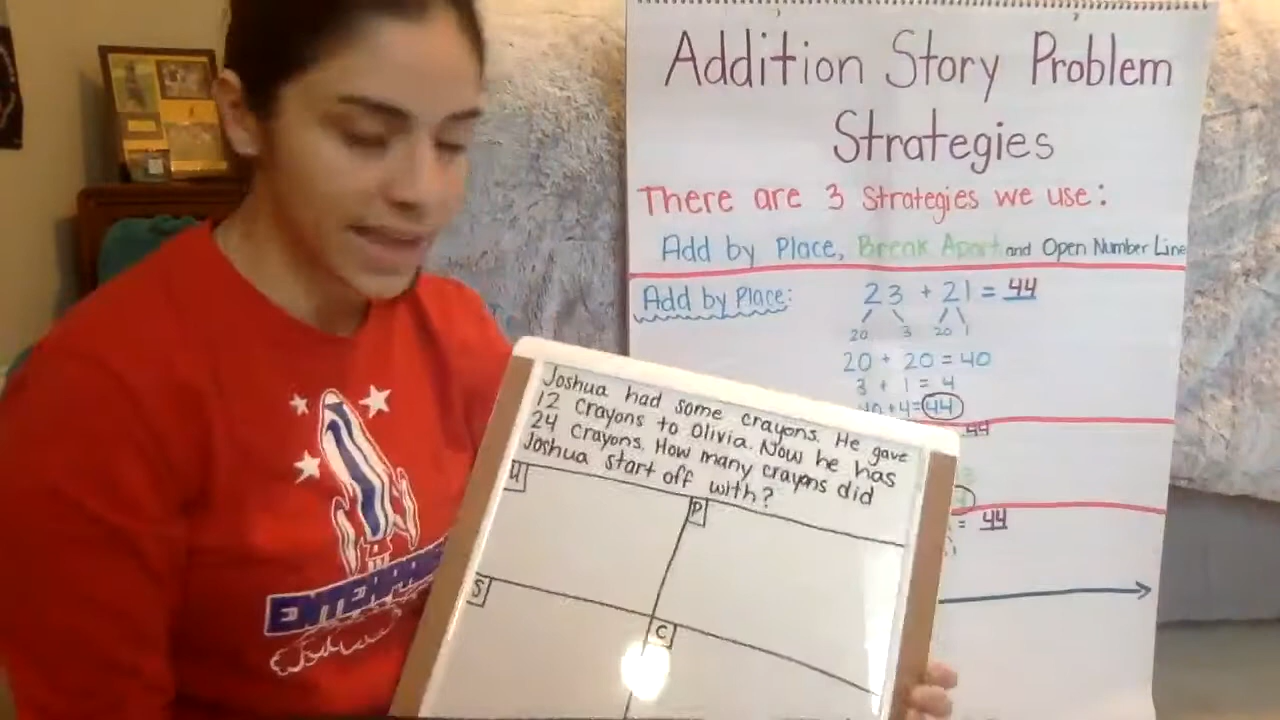 Addition Story Problem
Strategies
There are 3 Strategies we use:
Add by Place, Break Apart and Open Number Line
Add by Place:
23 + 21 = 44
20 3 20 1
20 + 20 = 40
3 + 1 = 4
40+4=44
44
= 44
Joshua had some crayons. He gave
12 crayons to Olivia. Now he has
24 crayons. How many crayons did
Joshua start off with?
U
P
S
C